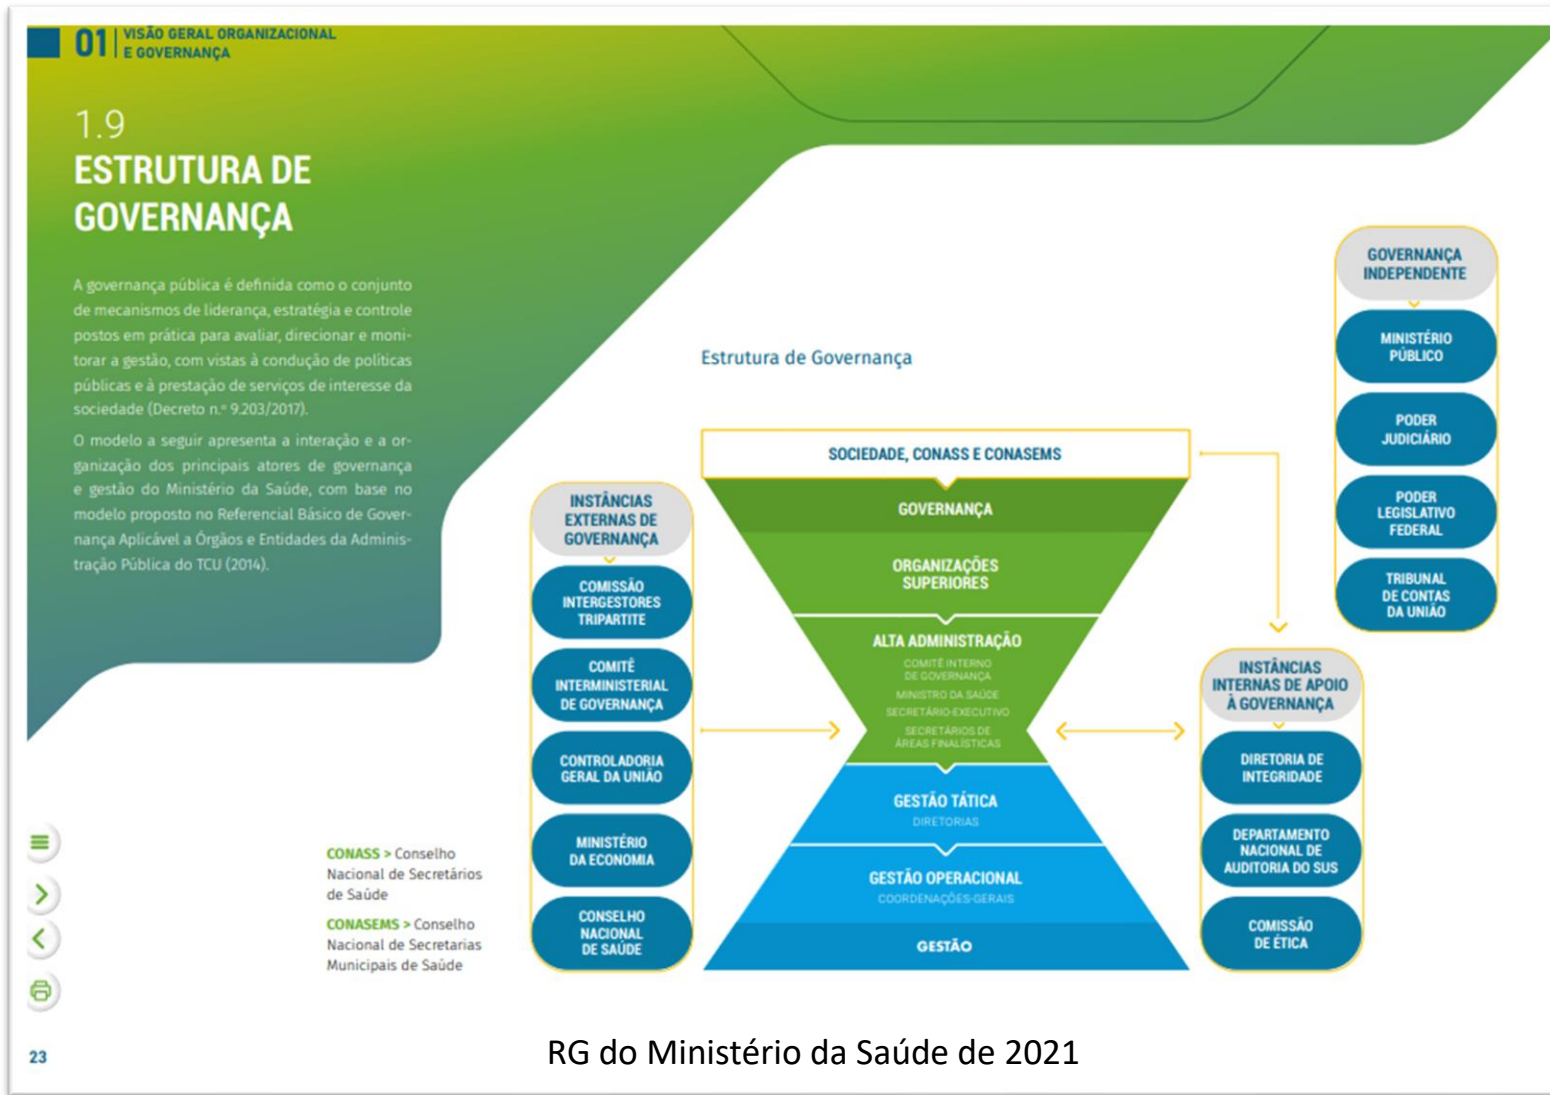 01 VISÃO GERAL ORGANIZACIONAL
E GOVERNANÇA
1.9
ESTRUTURA DE
GOVERNANÇA
A governança pública é definida como o conjunto
de mecanismos de liderança, estratégia e controle
postos em prática para avaliar, direcionar e moni-
torar a gestão, com vistas à condução de políticas
públicas e à prestação de serviços de interesse da
sociedade (Decreto n.º 9.203/2017).
O modelo a seguir apresenta a interação e a or-
ganização dos principais atores de governança
e gestão do Ministério da Saúde, com base no
modelo proposto no Referencial Básico de Gover-
nança Aplicável a Órgãos e Entidades da Adminis-
tração Pública do TCU (2014).
CONASS > Conselho
Nacional de Secretários
de Saúde
CONASEMS > Conselho
Nacional de Secretarias
Municipais de Saúde
Estrutura de Governança
INSTÂNCIAS
EXTERNAS DE
GOVERNANÇA
COMISSÃO
INTERGESTORES
TRIPARTITE
COMITÊ
INTERMINISTERIAL
DE GOVERNANÇA
CONTROLADORIA
GERAL DA UNIÃO
MINISTÉRIO
DA ECONOMIA
CONSELHO
NACIONAL
DE SAÚDE
SOCIEDADE, CONASS E CONASEMS
GOVERNANÇA
ORGANIZAÇÕES
SUPERIORES
ALTA ADMINISTRAÇÃO
COMITÊ INTERNO
DE GOVERNANÇA
MINISTRO DA SAÚDE
SECRETÁRIO-EXECUTIVO
SECRETÁRIOS DE
ÁREAS FINALÍSTICAS
GESTÃO TÁTICA
DIRETORIAS
GESTÃO OPERACIONAL
COORDENAÇÕES-GERAIS
GESTÃO
GOVERNANÇA
INDEPENDENTE
MINISTÉRIO
PÚBLICO
PODER
JUDICIÁRIO
PODER
LEGISLATIVO
FEDERAL
TRIBUNAL
DE CONTAS
DA UNIÃO
INSTÂNCIAS
INTERNAS DE APOIO
À GOVERNANÇA
DIRETORIA DE
INTEGRIDADE
DEPARTAMENTO
NACIONAL DE
AUDITORIA DO SUS
COMISSÃO
DE ÉTICA
23
RG do Ministério da Saúde de 2021